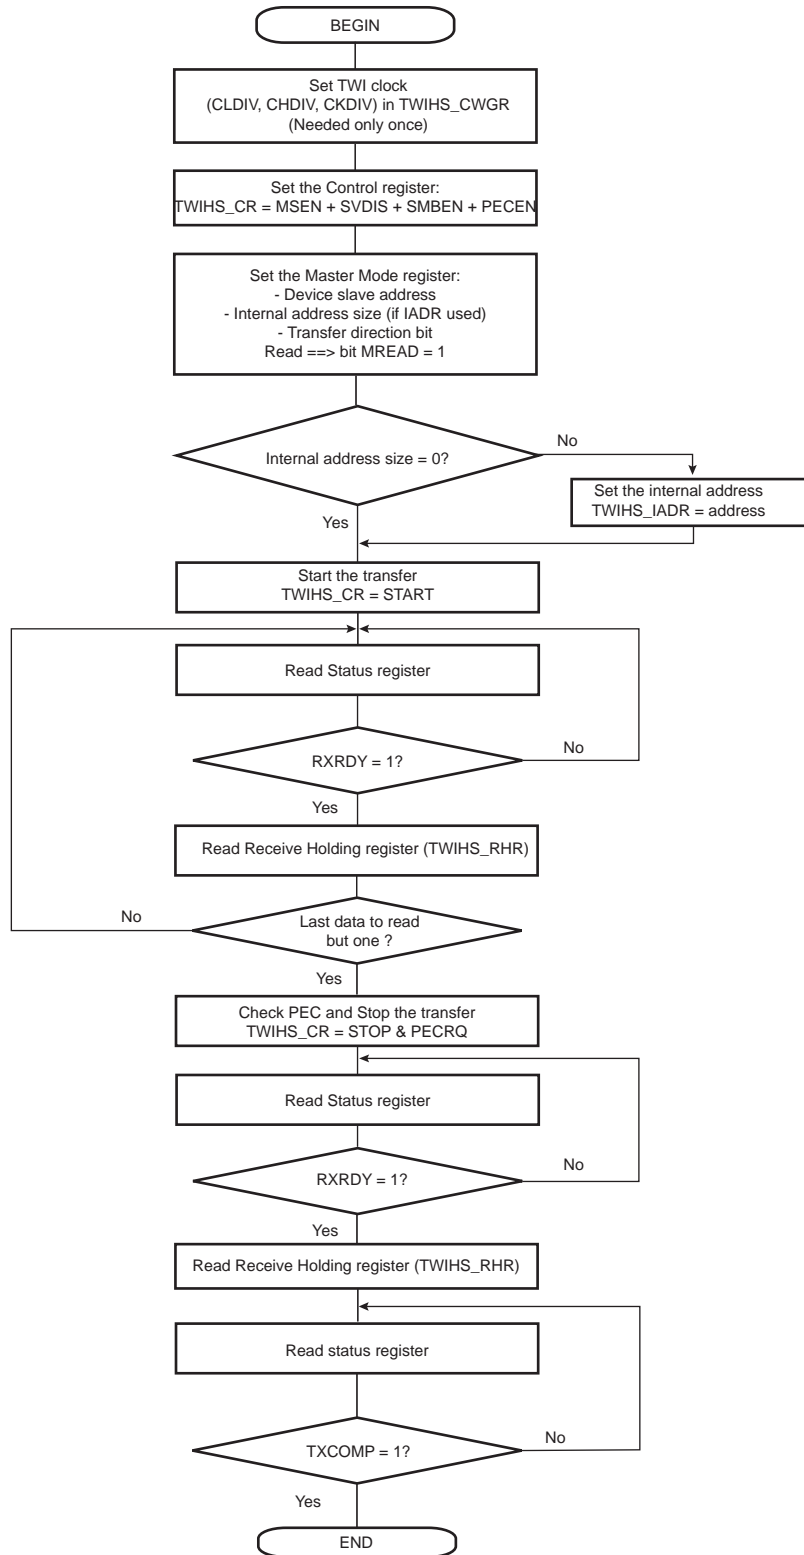 BEGIN
Set TWI clock
(CLDIV, CHDIV, CKDIV) in TWIHS_CWGR
(Needed only once)
Set the Control register:
TWIHS_CR = MSEN + SVDIS + SMBEN + PECEN
Set the Master Mode register:
- Device slave address
- Internal address size (if IADR used)
- Transfer direction bit
Read ==> bit MREAD = 1
Internal address size = 0?
No
Set the internal address
TWIHS_IADR = address
Yes
Start the transfer
TWIHS_CR = START
Read Status register
RXRDY = 1?
No
Yes
Read Receive Holding register (TWIHS_RHR)
No
Last data to read
but one ?
Yes
Check PEC and Stop the transfer
TWIHS_CR = STOP & PECRQ
Read Status register
RXRDY = 1?
No
Yes
Read Receive Holding register (TWIHS_RHR)
Read status register
TXCOMP = 1?
No
Yes
END